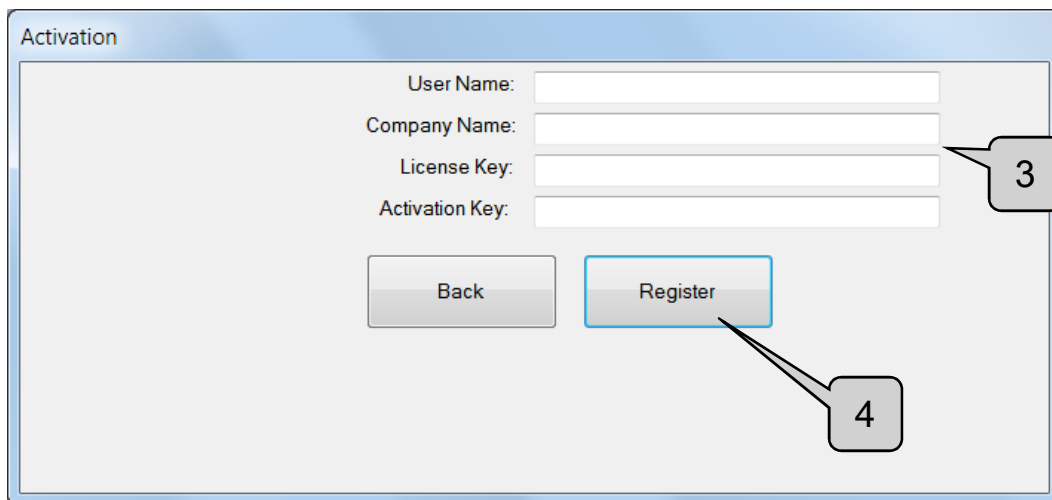 Activation
User Name:
Company Name:
3
License Key:
Activation Key:
Back Register
4